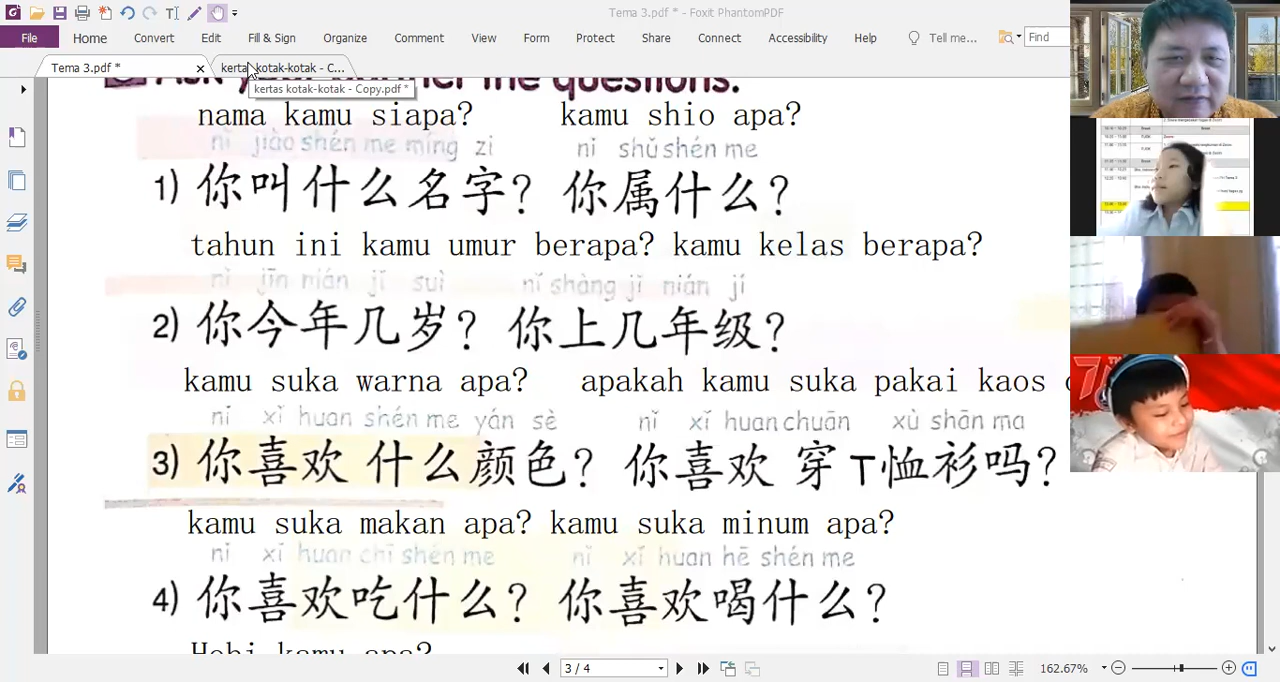 Tema 3.pdf * - Foxit PhantomPDF
File Home Convert Edit Fill & Sign Organize Comment View Form Protect Share Connect Accessibility Help Tell me... Find
Tema 3.pdf * kertas kotak-kotak - C...
kertas kotak-kotak - Copy.pdf *
the questions.
nama kamu siapa? kamu shio apa?
nǐ jiào shén me míng zi nǐ shǔ shén me
1) 你叫什么名字? 你属什么?
tahun ini kamu umur berapa? kamu kelas berapa?
nǐ jīn nián jǐ suì nǐ shàng jǐ nián jí
2) 你今年几岁? 你上几年级?
kamu suka warna apa? apakah kamu suka pakai kaos
nǐ xǐ huan shén me yán sè nǐ xǐ huan chuān xù shān ma
3) 你喜欢 什么颜色? 你喜欢 穿 T恤衫吗?
kamu suka makan apa? kamu suka minum apa?
nǐ xǐ huan chī shén me nǐ xǐ huan hē shén me
4) 你喜欢吃什么? 你喜欢喝什么?
Hobi kamu apa?
3 / 4 162.67%